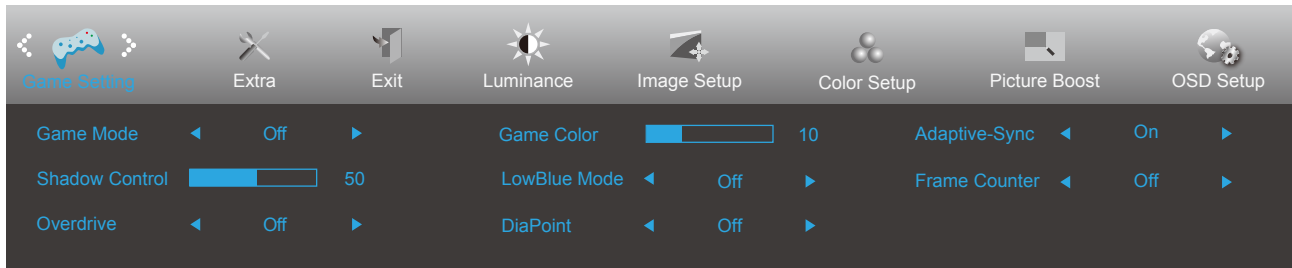 Game Setting Extra Exit Luminance Image Setup Color Setup Picture Boost OSD Setup
Game Mode Off Game Color 10 Adaptive-Sync On
Shadow Control 50 LowBlue Mode Off Frame Counter Off
Overdrive Off DiaPoint Off